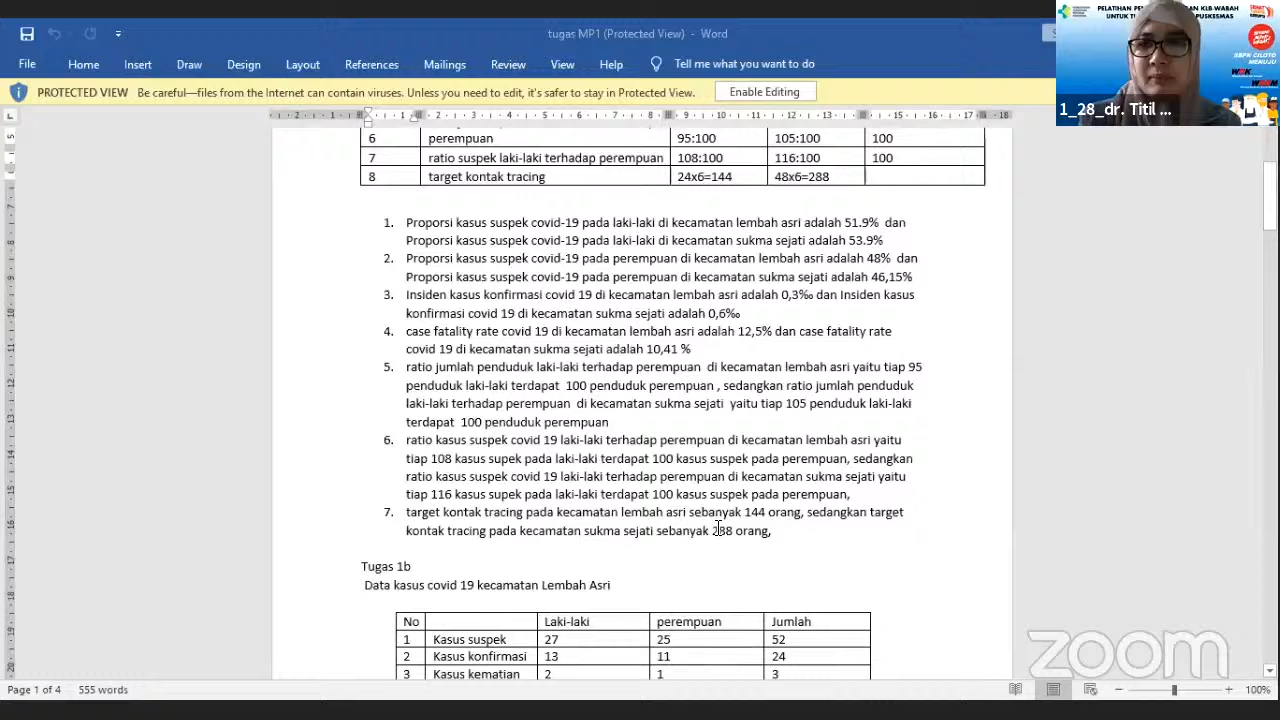 tugas MP1 (Protected View) - Word
File Home Insert Draw Design Layout References Mailings Review View Help Tell me what you want to do
PROTECTED VIEW Be careful—files from the Internet can contain viruses. Unless you need to edit, it's safer to stay in Protected View. Enable Editing
1_28_dr. Titil ...
6 perempuan 95:100 105:100 100
7 ratio suspek laki-laki terhadap perempuan 108:100 116:100 100
8 target kontak tracing 24x6=144 48x6=288
1. Proporsi kasus suspek covid-19 pada laki-laki di kecamatan lembah asri adalah 51.9% dan
Proporsi kasus suspek covid-19 pada laki-laki di kecamatan sukma sejati adalah 53.9%
2. Proporsi kasus suspek covid-19 pada perempuan di kecamatan lembah asri adalah 48% dan
Proporsi kasus suspek covid-19 pada perempuan di kecamatan sukma sejati adalah 46,15%
3. Insiden kasus konfirmasi covid 19 di kecamatan lembah asri adalah 0,3‰ dan Insiden kasus
konfirmasi covid 19 di kecamatan sukma sejati adalah 0,6‰
4. case fatality rate covid 19 di kecamatan lembah asri adalah 12,5% dan case fatality rate
covid 19 di kecamatan sukma sejati adalah 10,41 %
5. ratio jumlah penduduk laki-laki terhadap perempuan di kecamatan lembah asri yaitu tiap 95
penduduk laki-laki terdapat 100 penduduk perempuan , sedangkan ratio jumlah penduduk
laki-laki terhadap perempuan di kecamatan sukma sejati yaitu tiap 105 penduduk laki-laki
terdapat 100 penduduk perempuan
6. ratio kasus suspek covid 19 laki-laki terhadap perempuan di kecamatan lembah asri yaitu
tiap 108 kasus supek pada laki-laki terdapat 100 kasus suspek pada perempuan, sedangkan
ratio kasus suspek covid 19 laki-laki terhadap perempuan di kecamatan sukma sejati yaitu
tiap 116 kasus supek pada laki-laki terdapat 100 kasus suspek pada perempuan,
7. target kontak tracing pada kecamatan lembah asri sebanyak 144 orang, sedangkan target
kontak tracing pada kecamatan sukma sejati sebanyak 288 orang,
Tugas 1b
Data kasus covid 19 kecamatan Lembah Asri
No Laki-laki perempuan Jumlah
1 Kasus suspek 27 25 52
2 Kasus konfirmasi 13 11 24
3 Kasus kematian 2 1 3
zoom
Page 1 of 4 555 words 100%